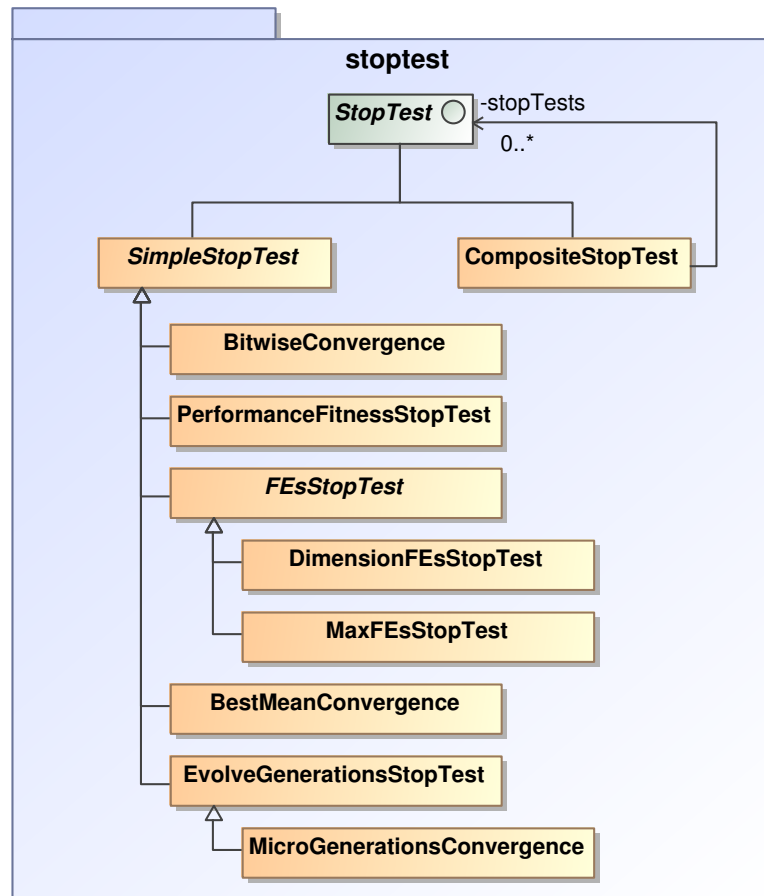 stoptest
StopTest
-stopTests
0..*
SimpleStopTest
CompositeStopTest
BitwiseConvergence
PerformanceFitnessStopTest
FEsStopTest
DimensionFEsStopTest
MaxFEsStopTest
BestMeanConvergence
EvolveGenerationsStopTest
MicroGenerationsConvergence